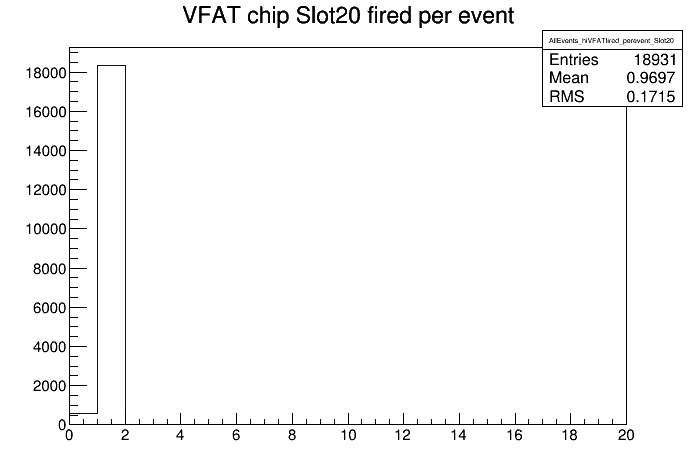 VFAT chip Slot20 fired per event
AllEvents_hiVFATfired_perevent_Slot20
Entries 18931
Mean 0.9697
RMS 0.1715
18000
16000
14000
12000
10000
8000
6000
4000
2000
0
0 2 4 6 8 10 12 14 16 18 20